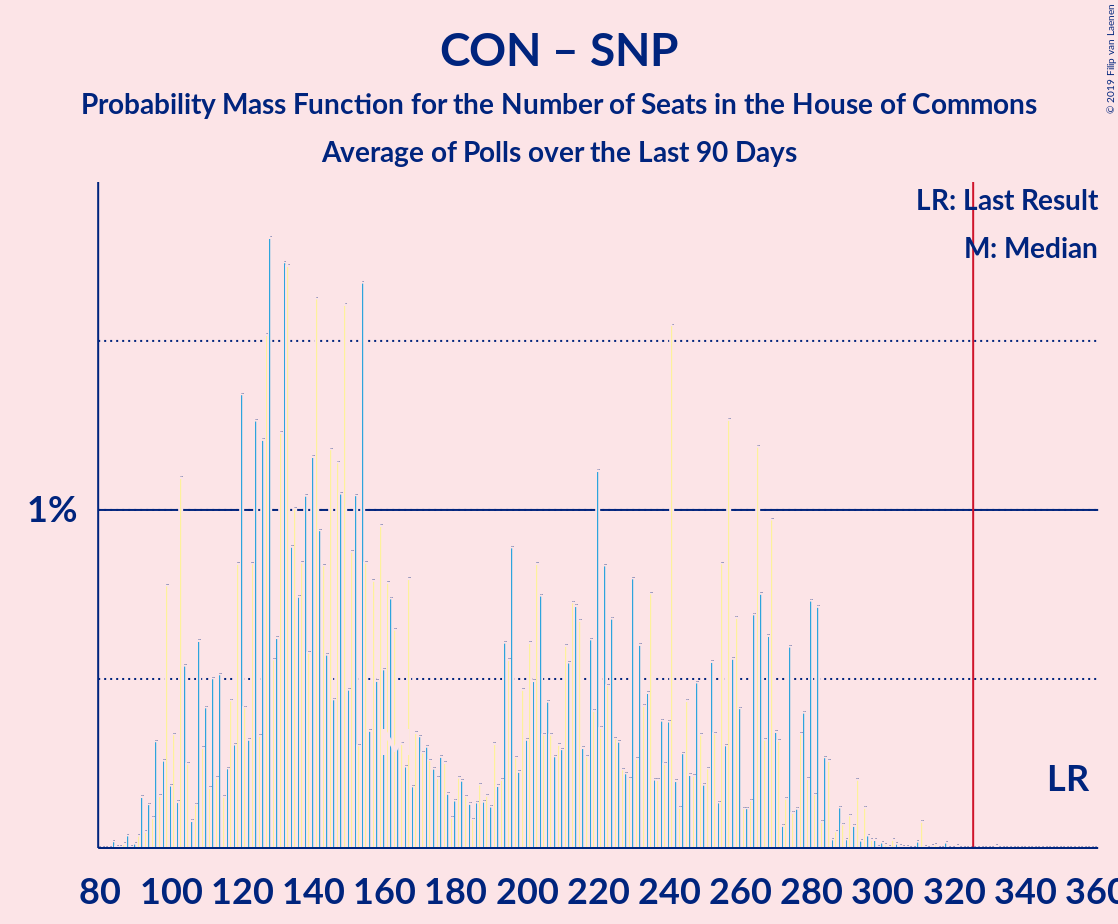 CON – SNP
Probability Mass Function for the Number of Seats in the House of Commons
Average of Polls over the Last 90 Days
© 2019 Filip van Laenen
LR: Last Result
M: Median
1%
LR
80 100 120 140 160 180 200 220 240 260 280 300 320 340 360